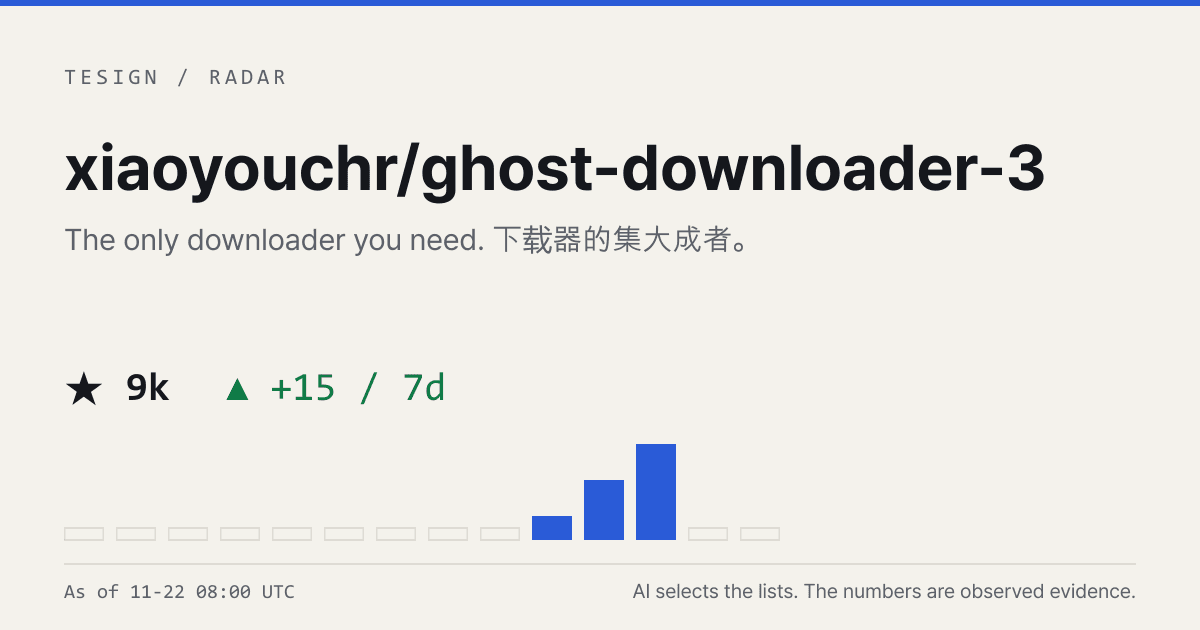 TESIGN / RADAR
xiaoyouchr/ghost-downloader-3
The only downloader you need. 下载器的集大成者。
★ 9k ▲ +15 / 7d
As of 11-22 08:00 UTC
AI selects the lists. The numbers are observed evidence.